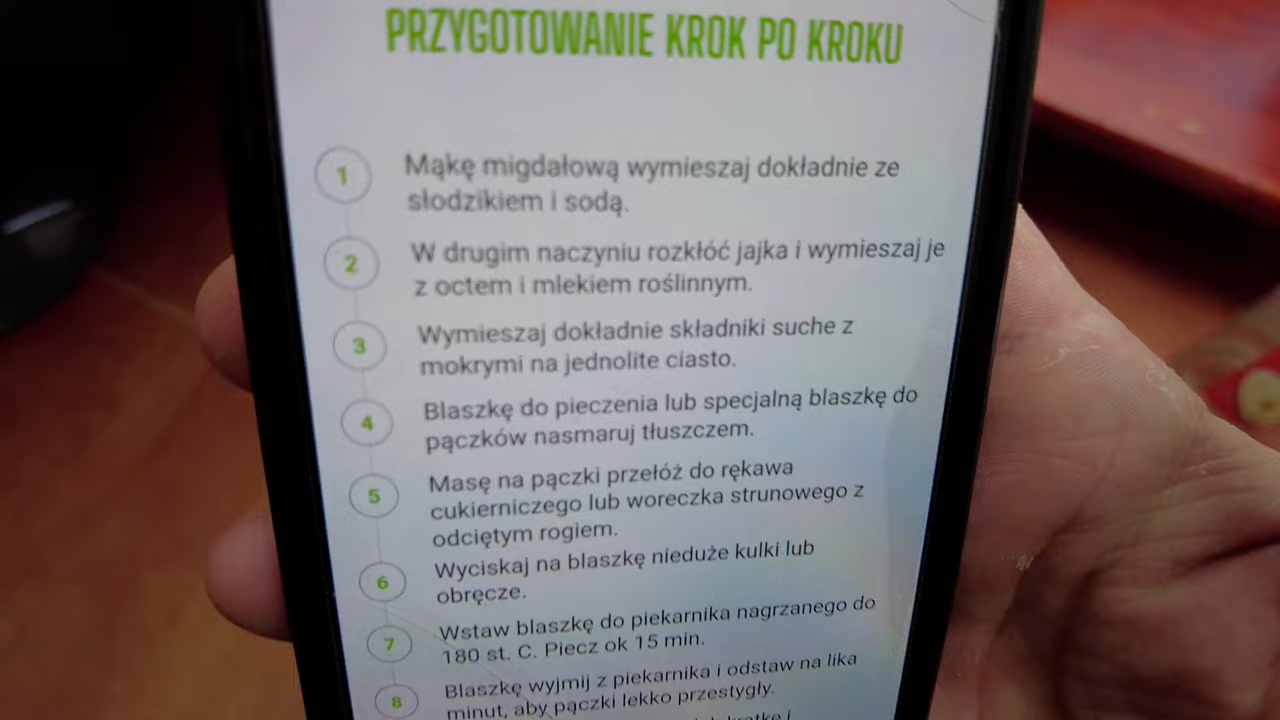 PRZYGOTOWANIE KROK PO KROKU
1
Mąkę migdałową wymieszaj dokładnie ze
słodzikiem i sodą.
2
W drugim naczyniu rozkłóć jajka i wymieszaj je
z octem i mlekiem roślinnym.
3
Wymieszaj dokładnie składniki suche z
mokrymi na jednolite ciasto.
4
Blaszkę do pieczenia lub specjalną blaszkę do
pączków nasmaruj tłuszczem.
5
Masę na pączki przełóż do rękawa
cukierniczego lub woreczka strunowego z
odciętym rogiem.
6
Wyciskaj na blaszkę nieduże kulki lub
obręcze.
7
Wstaw blaszkę do piekarnika nagrzanego do
180 st. C. Piecz ok 15 min.
8
Blaszkę wyjmij z piekarnika i odstaw na lika
minut, aby pączki lekko przestygły.